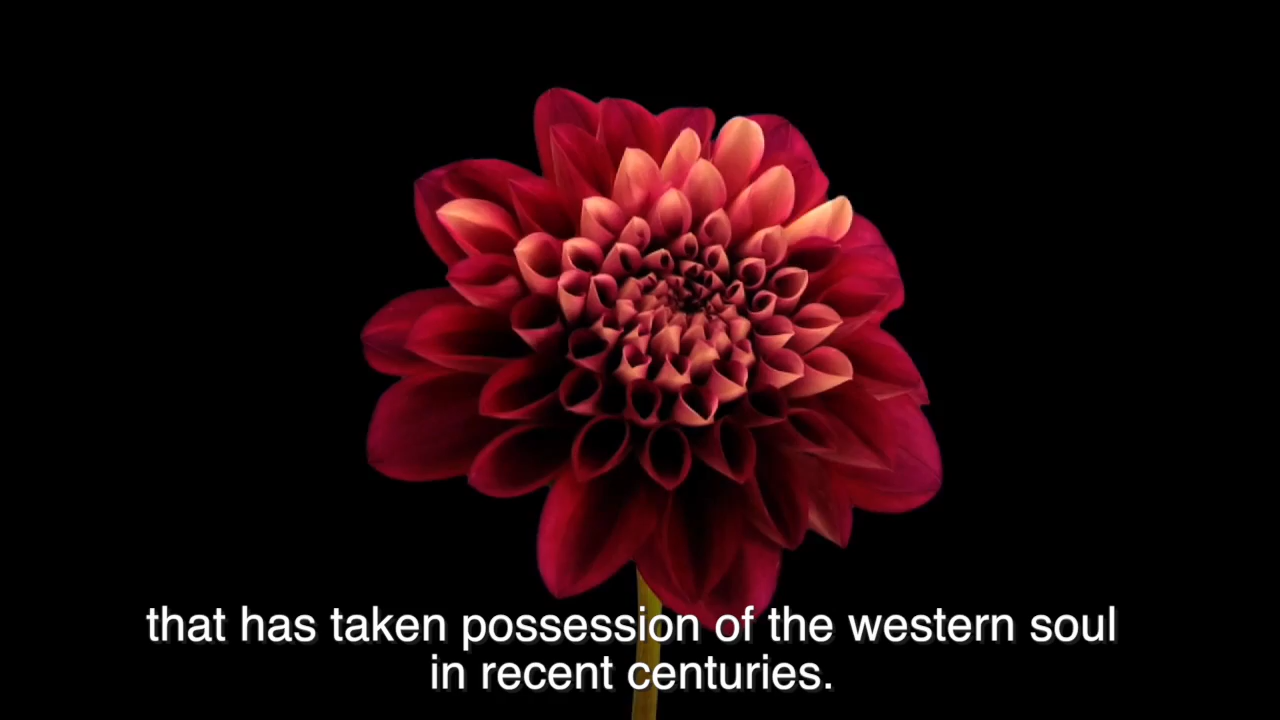 that has taken possession of the western soul
in recent centuries.